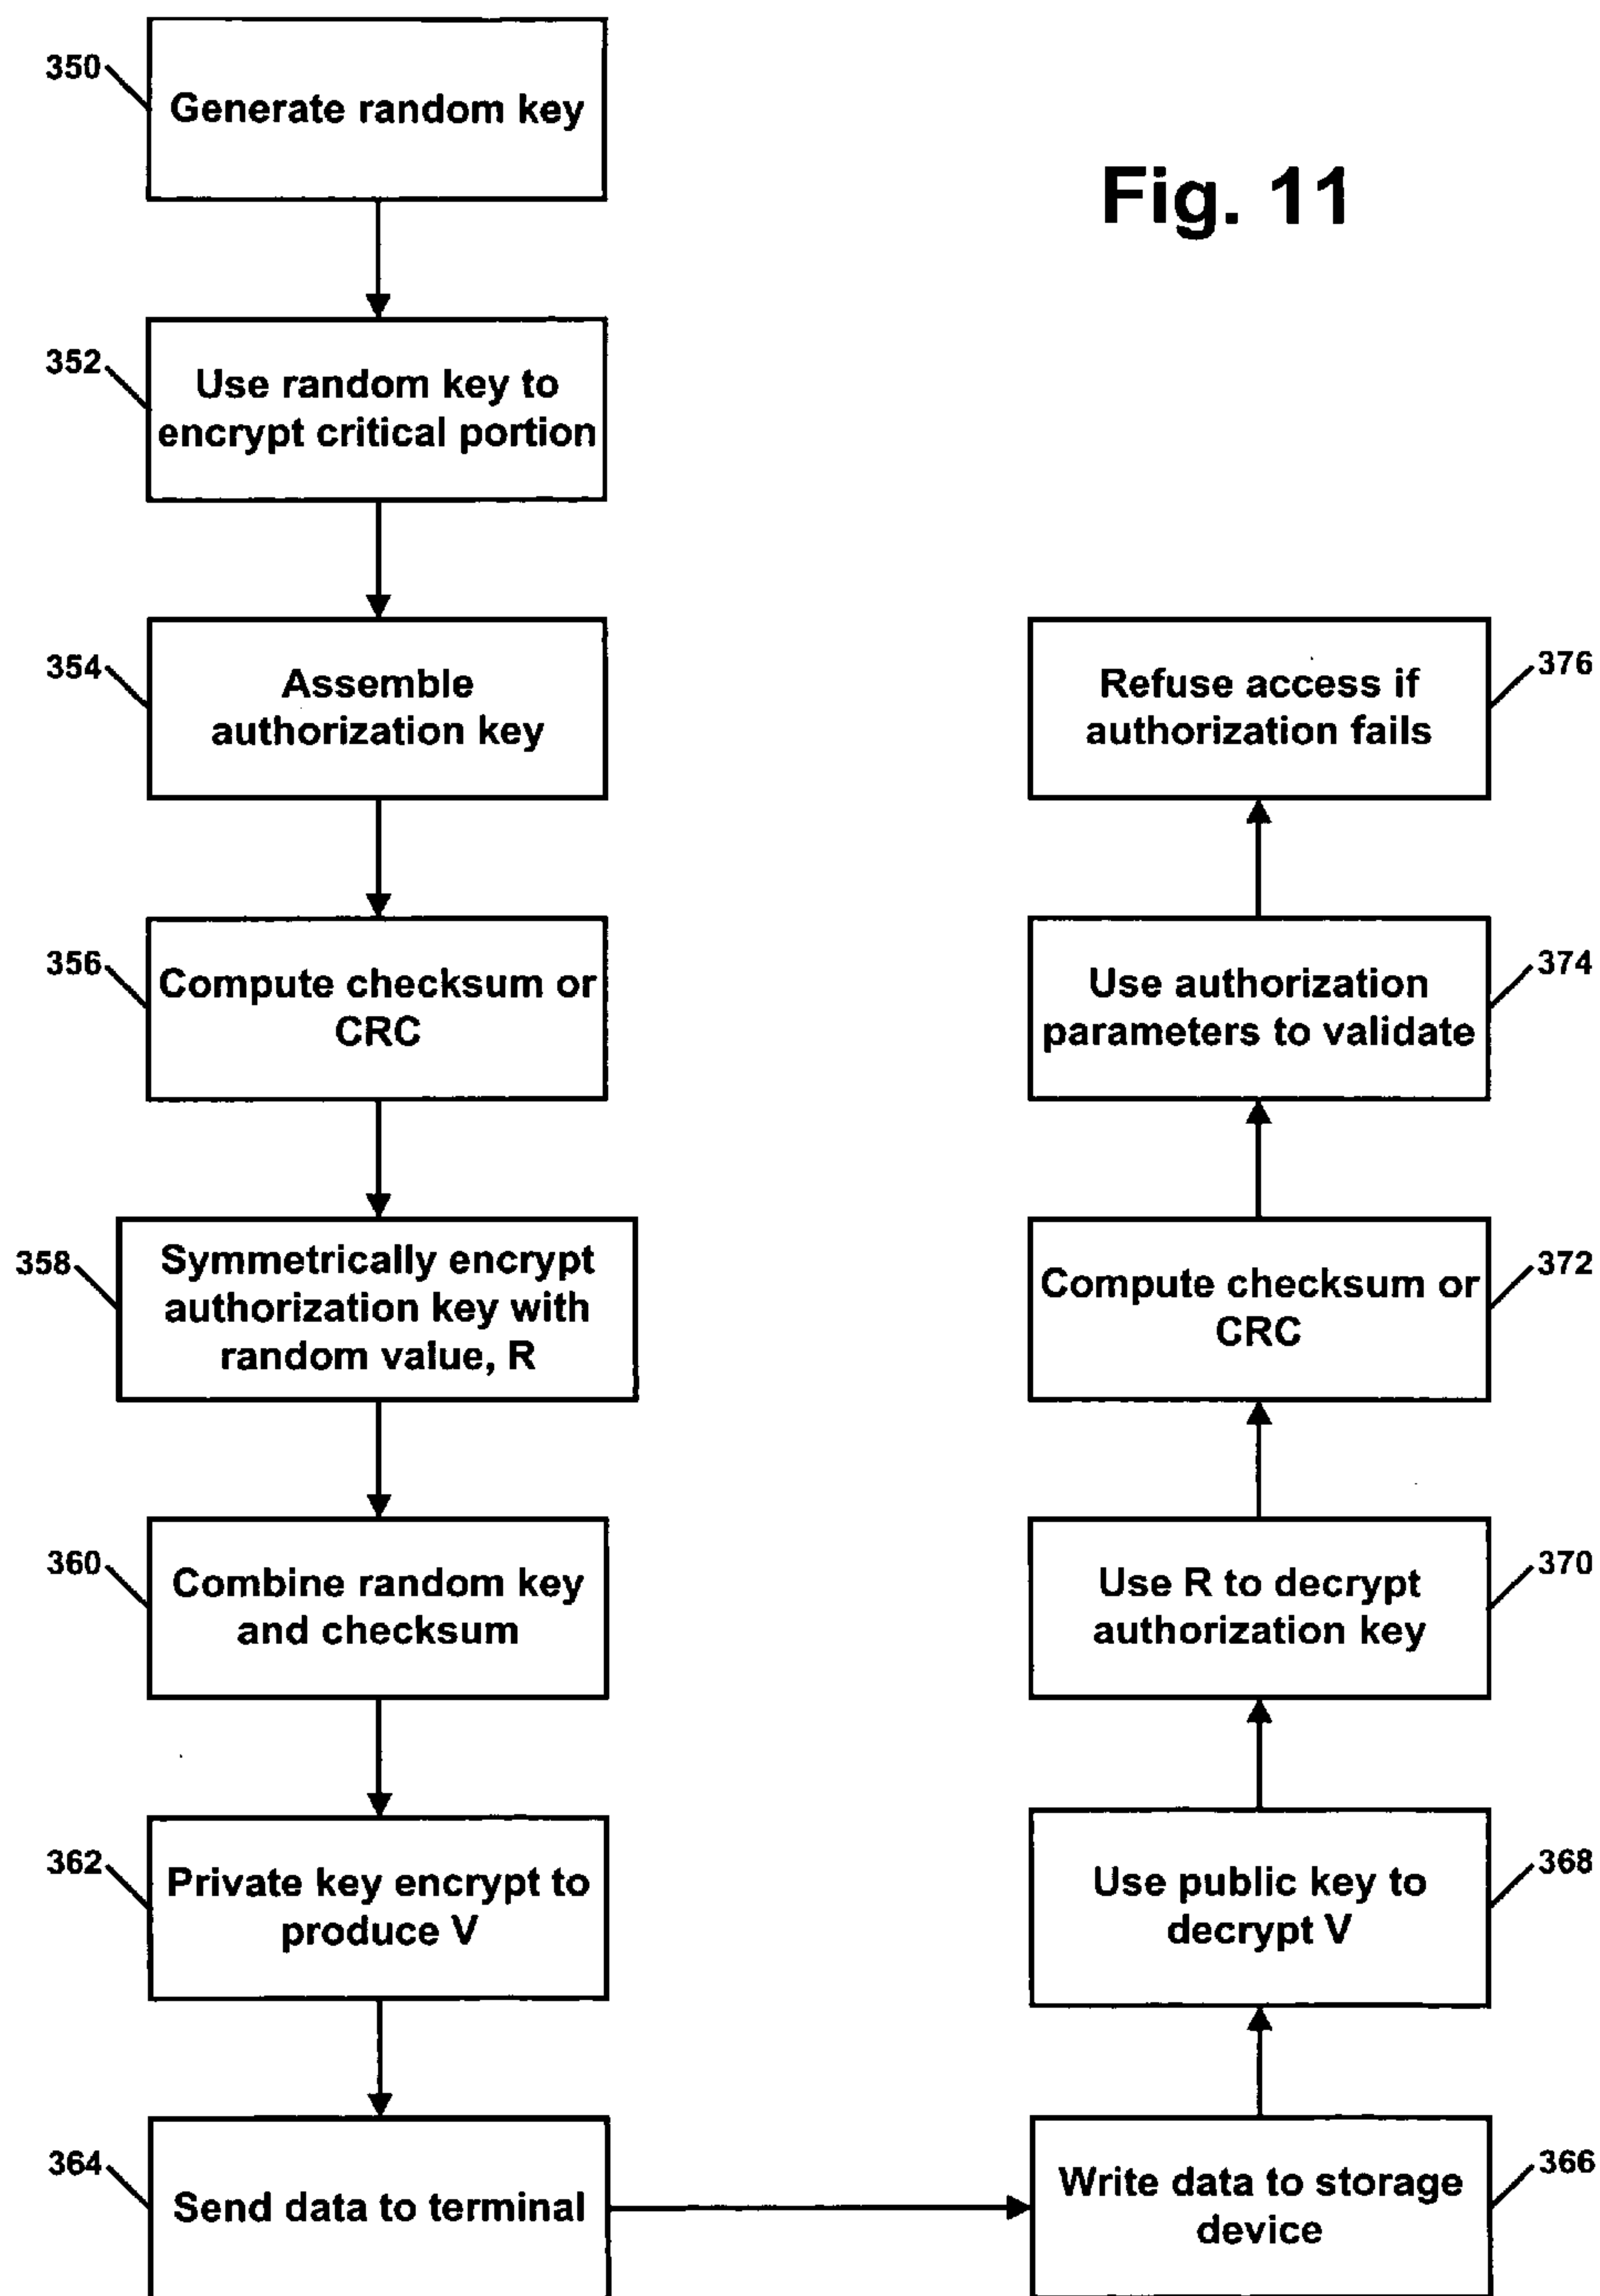 350
Generate random key
Fig. 11
352
Use random key to
encrypt critical portion
354
Assemble
authorization key
356
Compute checksum or
CRC
358
Symmetrically encrypt
authorization key with
random value, R
360
Combine random key
and checksum
362
Private key encrypt to
produce V
364
Send data to terminal
Write data to storage
device
366
Use public key to
decrypt V
368
Use R to decrypt
authorization key
370
Compute checksum or
CRC
372
Use authorization
parameters to validate
374
Refuse access if
authorization fails
376